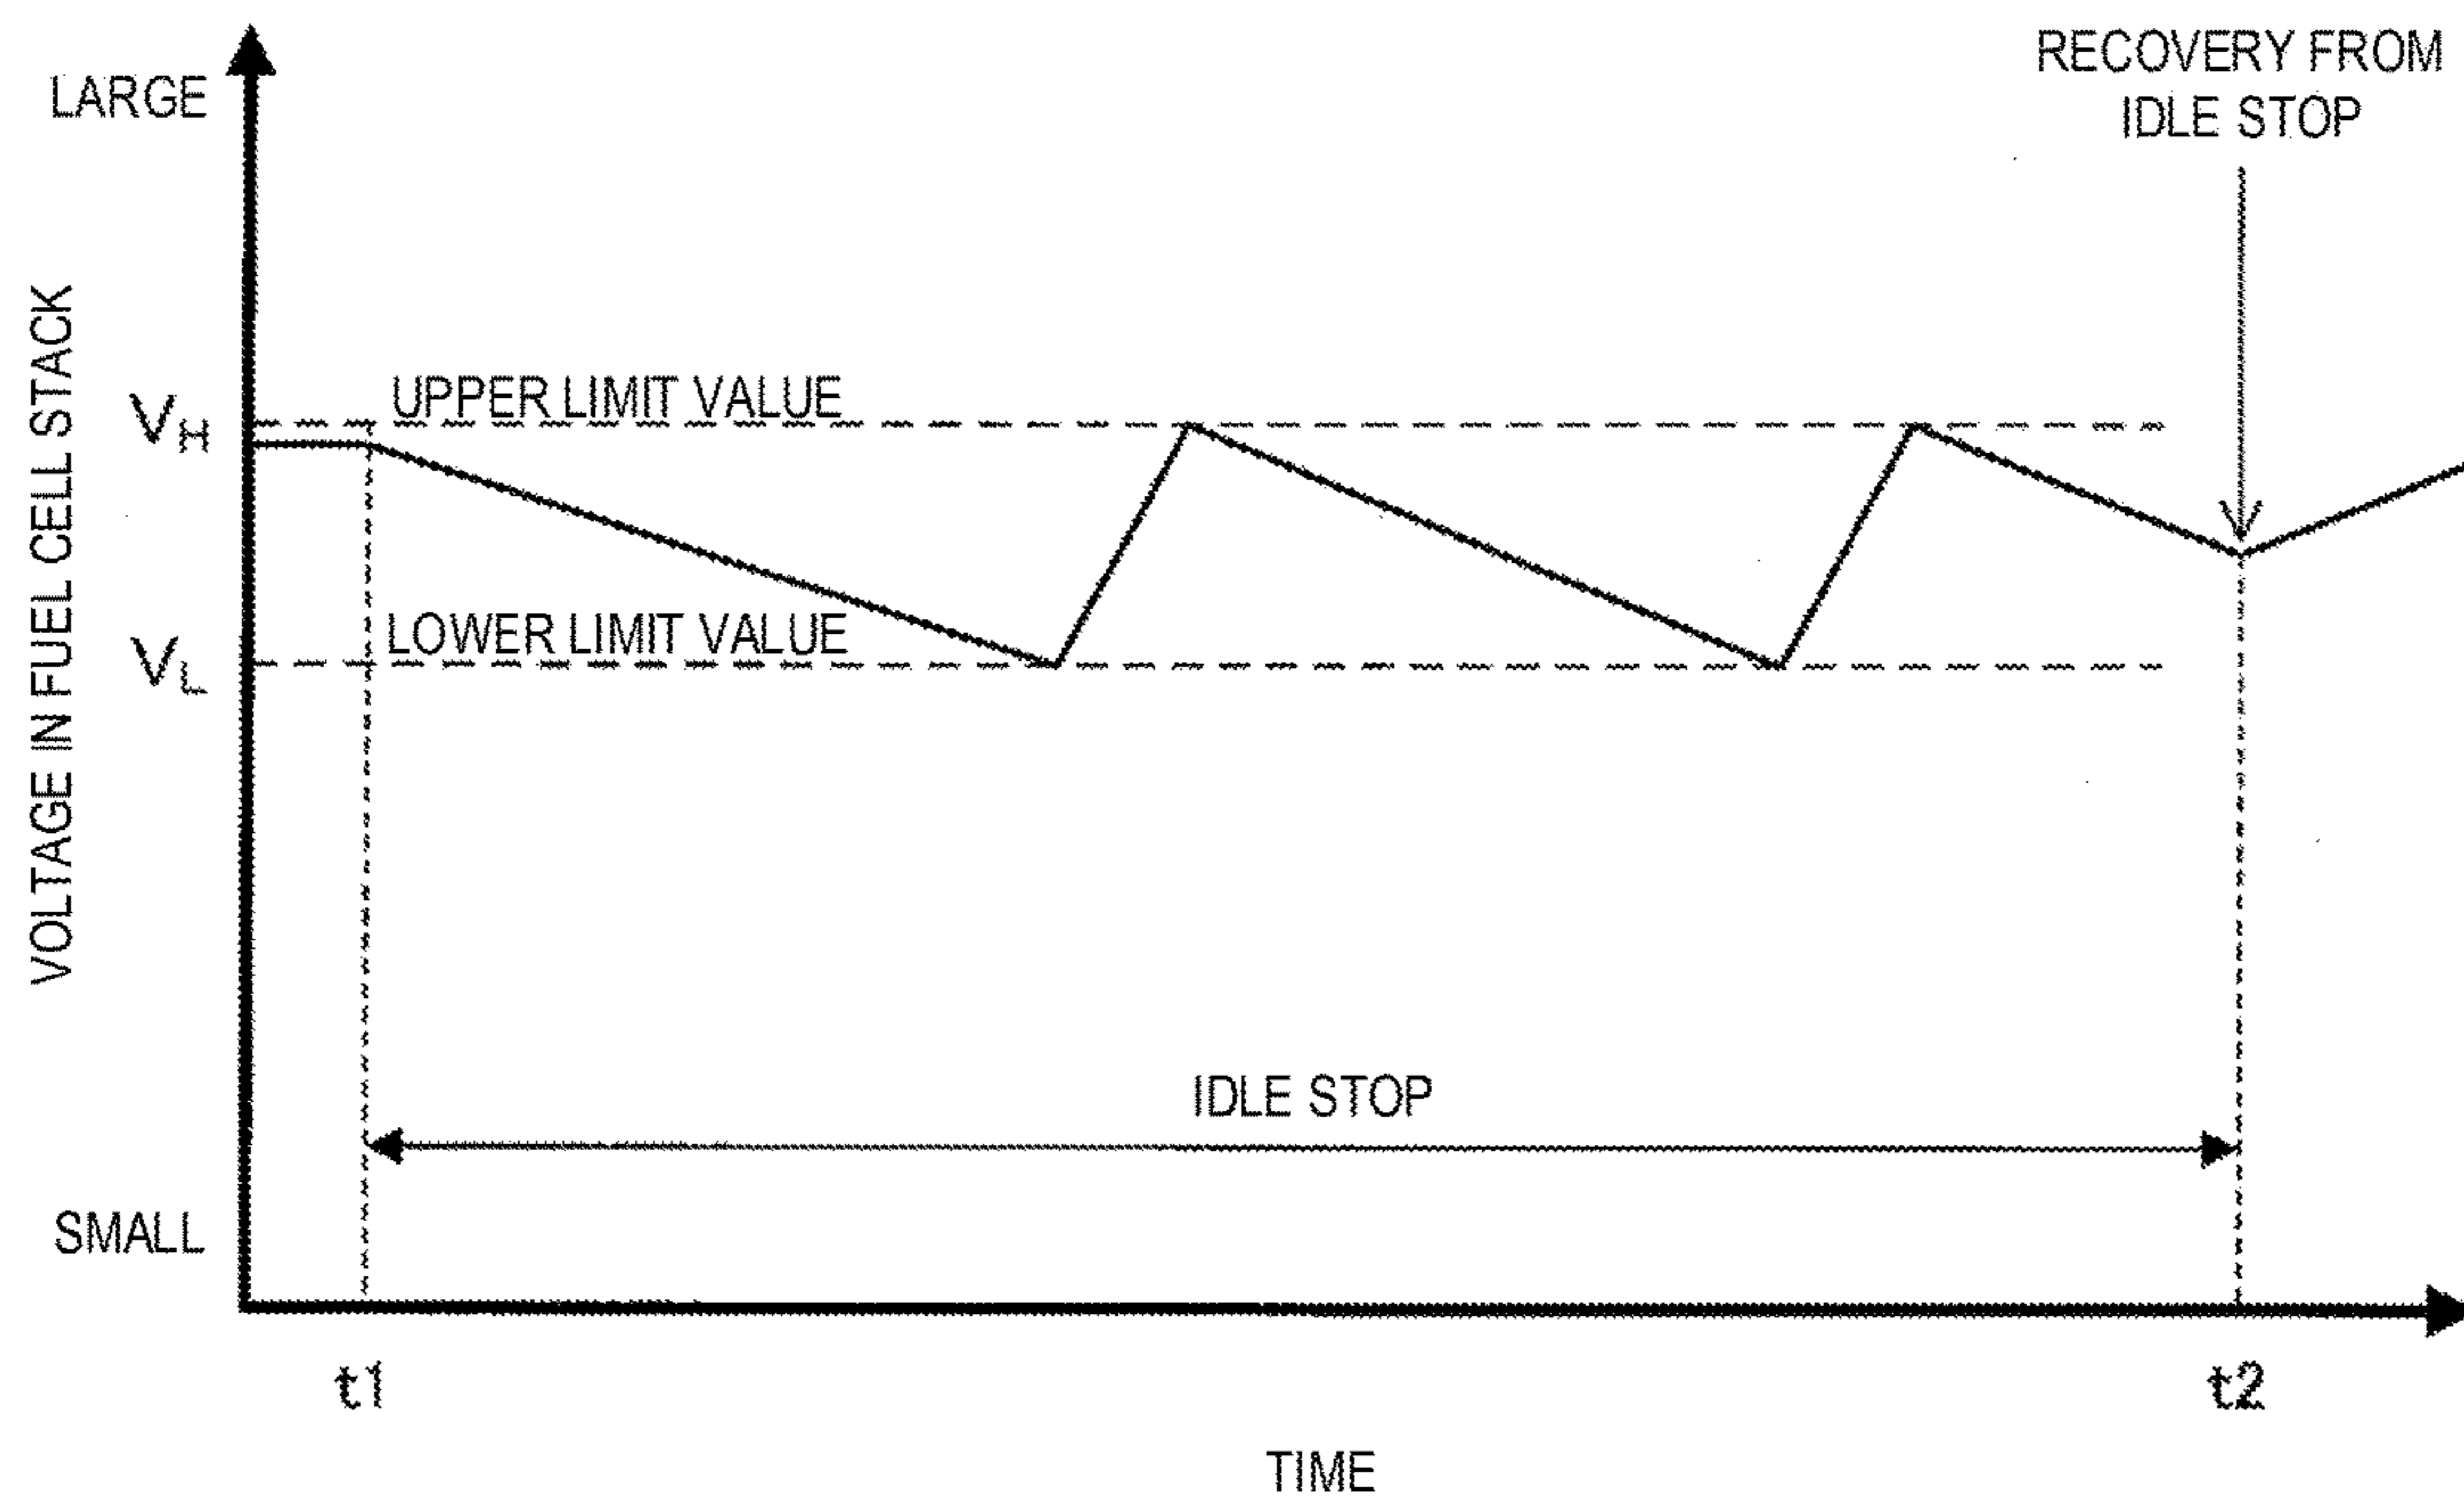 RECOVERY FROM
IDLE STOP
LARGE
VOLTAGE IN FUEL CELL STACK
UPPER LIMIT VALUE
VH
LOWER LIMIT VALUE
VL
IDLE STOP
SMALL
t1
t2
TIME